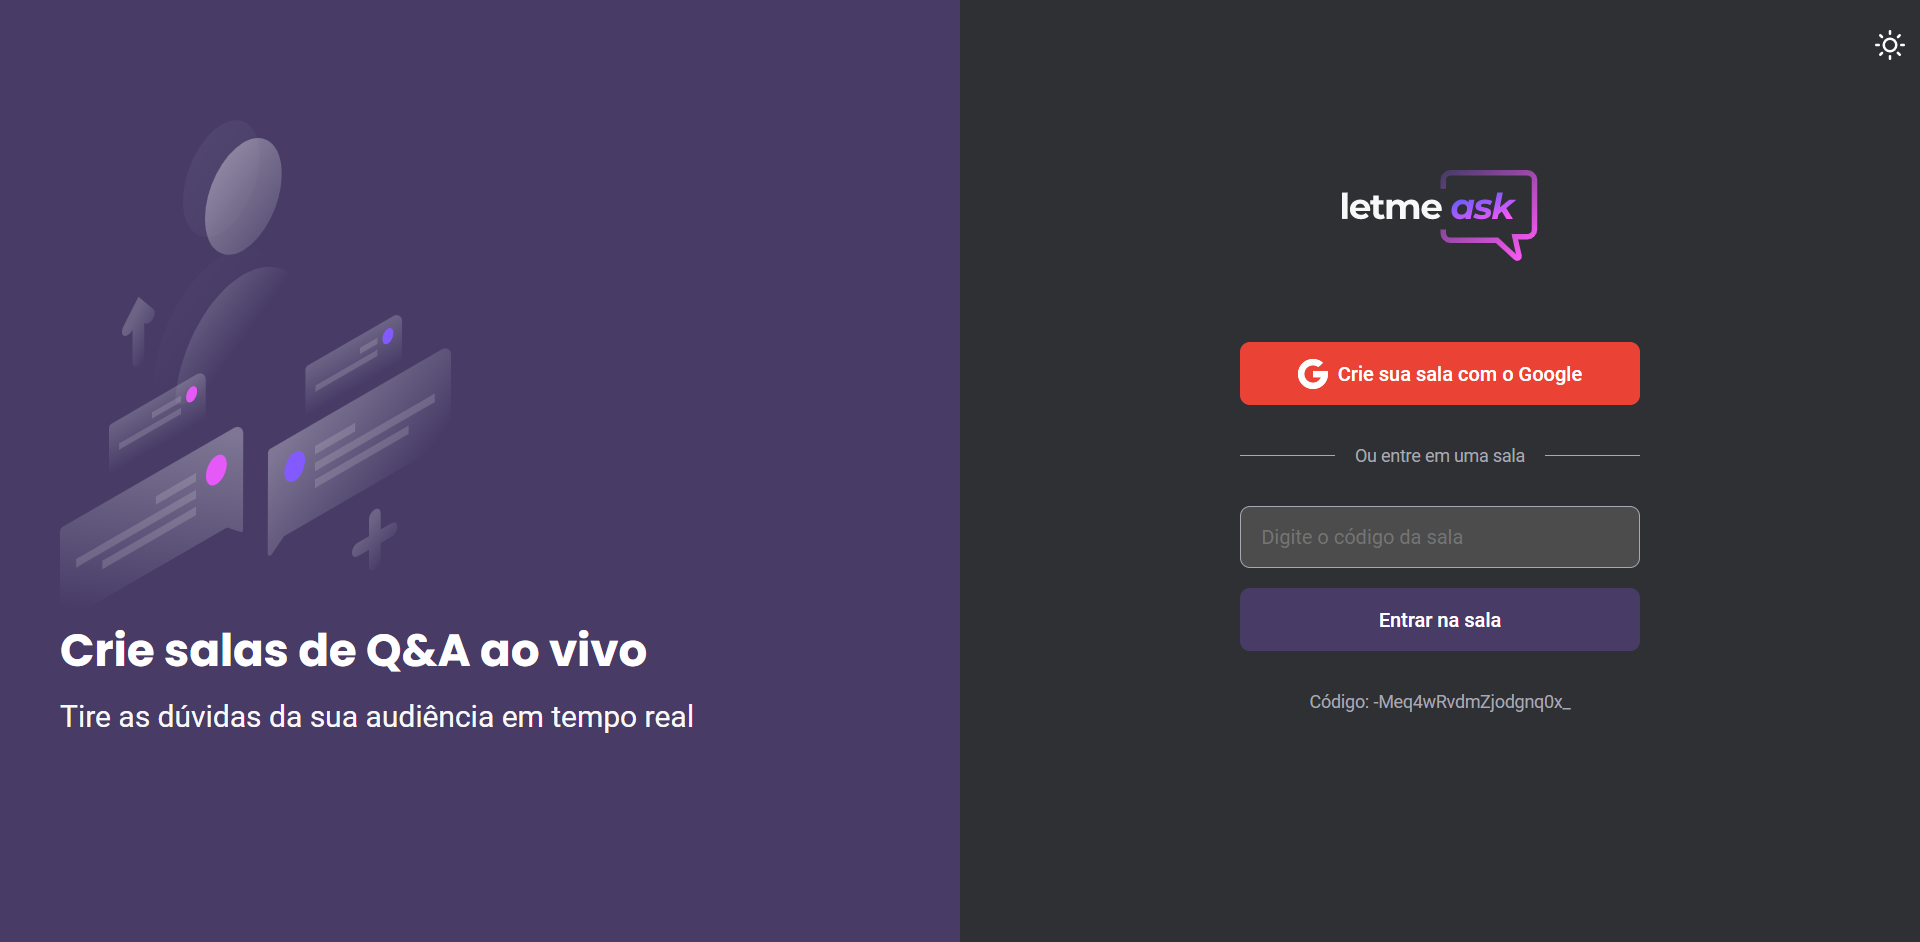 Crie salas de Q&A ao vivo
Tire as dúvidas da sua audiência em tempo real
letme ask
Crie sua sala com o Google
Ou entre em uma sala
Digite o código da sala
Entrar na sala
Código: -Meq4wRvdmZjodgnq0x_